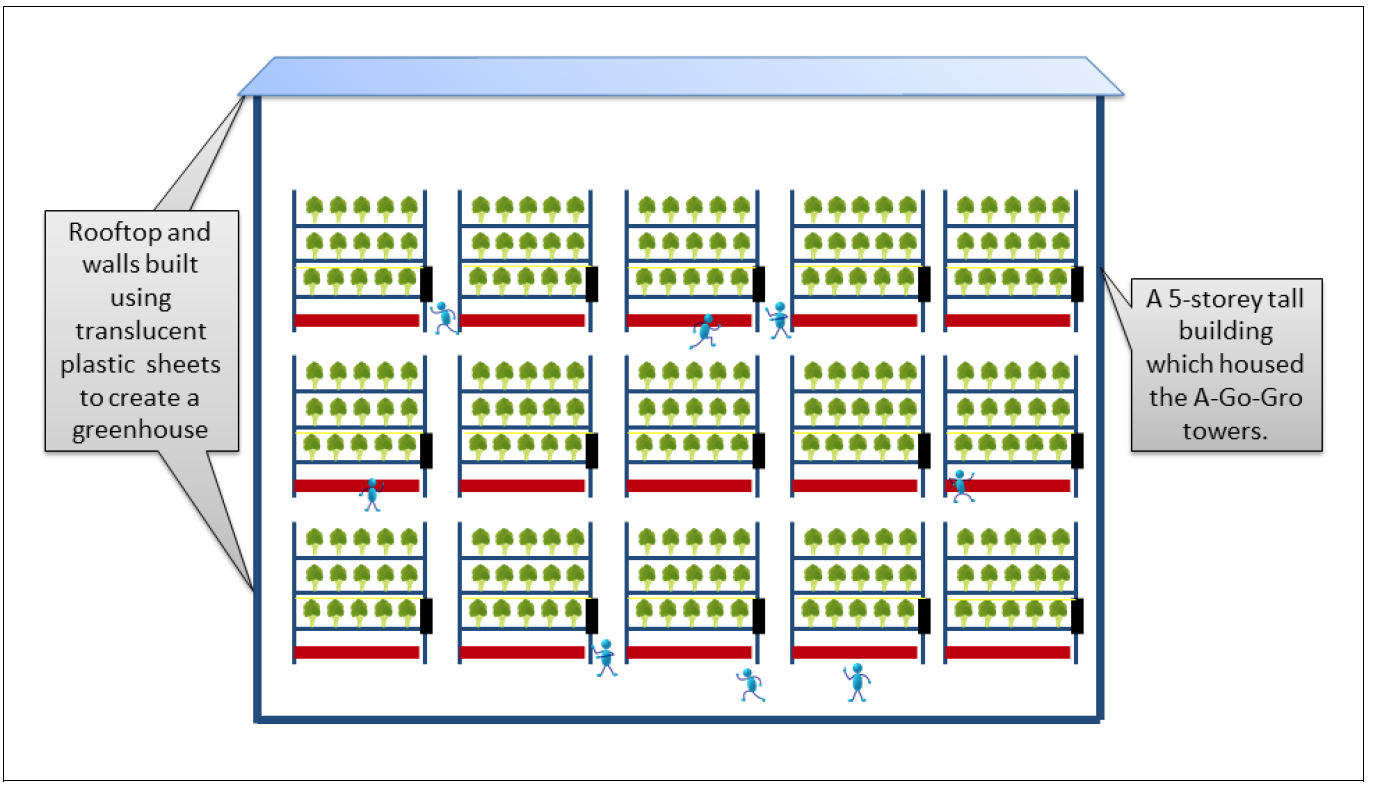 Rooftop and
walls built
using
translucent
plastic sheets
to create a
greenhouse
A 5-storey tall
building
which housed
the A-Go-Gro
towers.